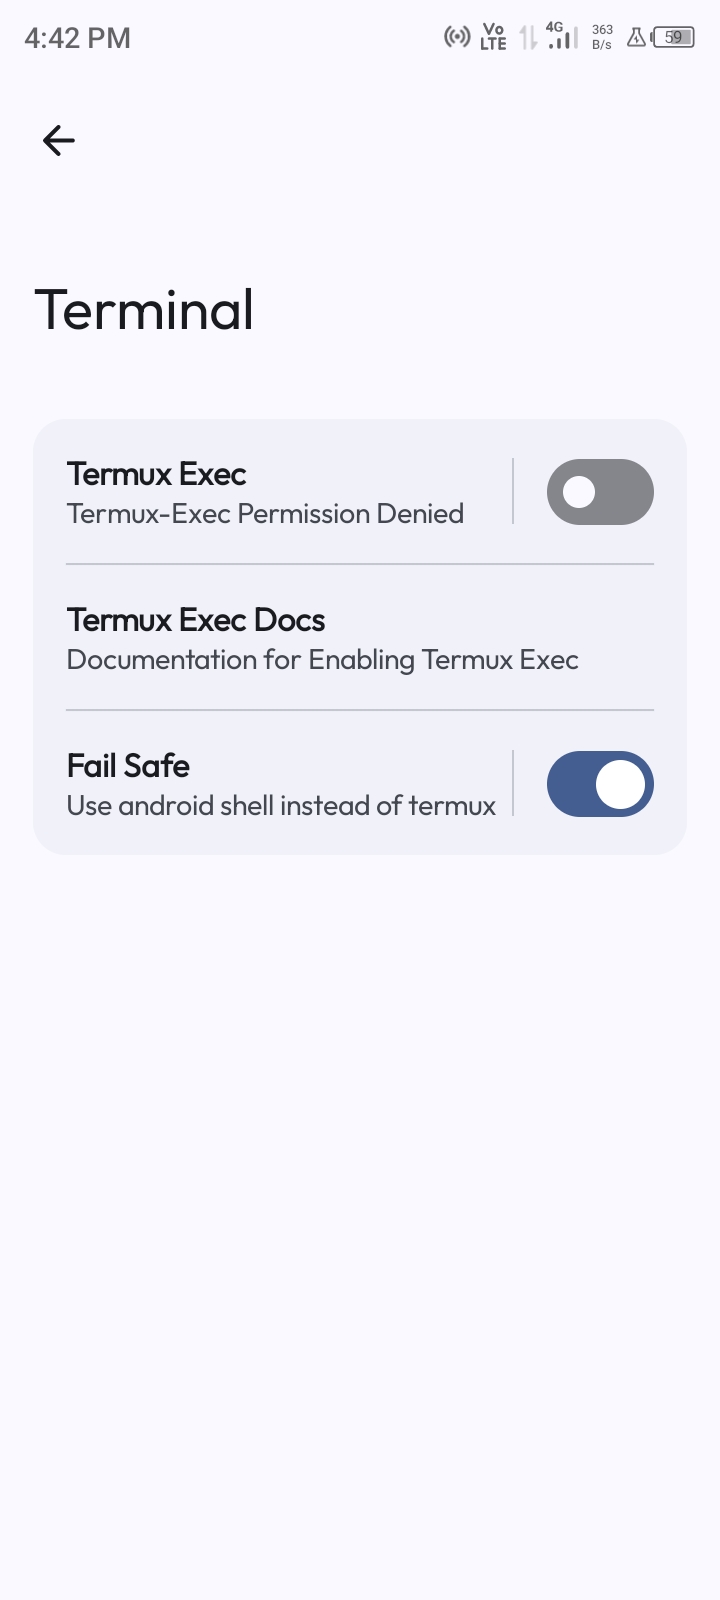 4:42 PM
Vo LTE
4G
363 B/s
59
Terminal
Termux Exec
Termux-Exec Permission Denied
Termux Exec Docs
Documentation for Enabling Termux Exec
Fail Safe
Use android shell instead of termux